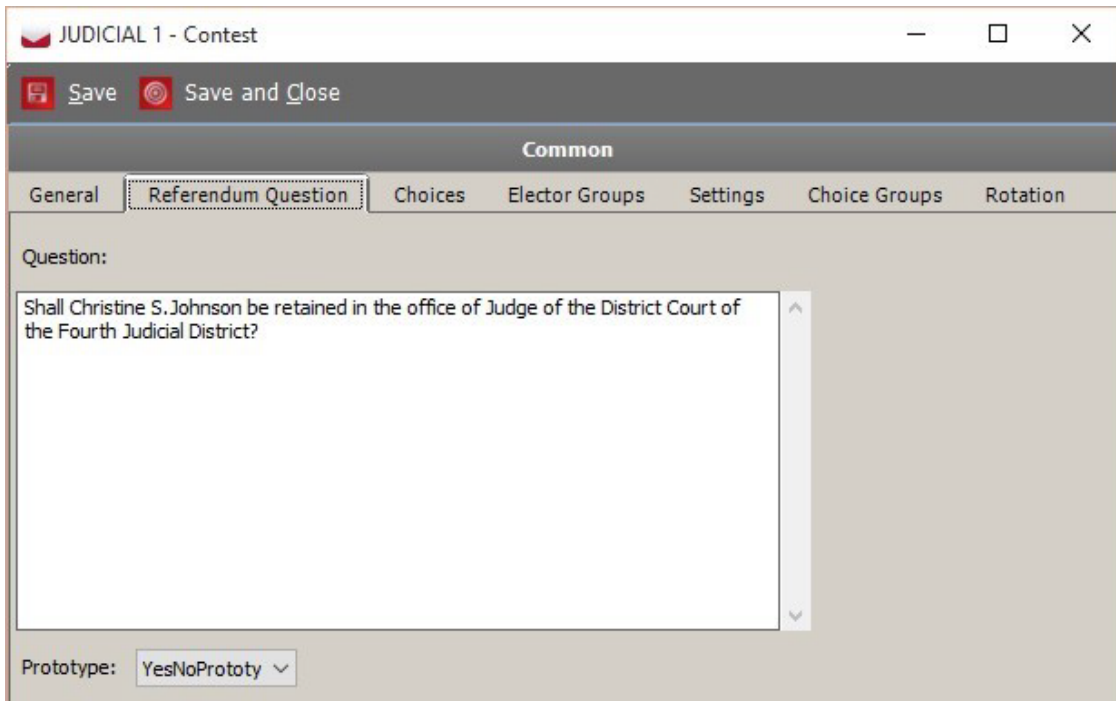 JUDICIAL 1 - Contest
Save Save and Close
Common
General Referendum Question Choices Elector Groups Settings Choice Groups Rotation
Question:
Shall Christine S.Johnson be retained in the office of Judge of the District Court of
the Fourth Judicial District?
Prototype: YesNoPrototy